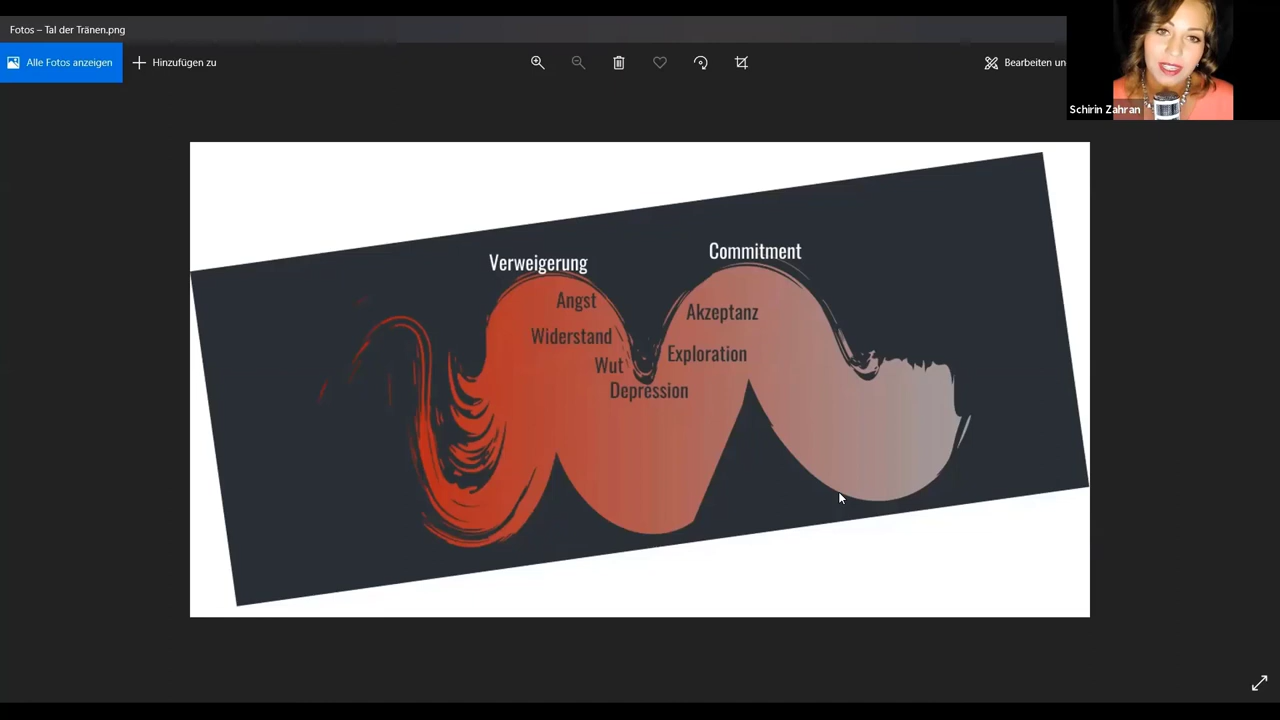 Fotos – Tal der Tränen.png
Alle Fotos anzeigen
Hinzufügen zu
Bearbeiten un
Schirin Zahran
Verweigerung
Commitment
Angst
Akzeptanz
Widerstand
Exploration
Wut
Depression